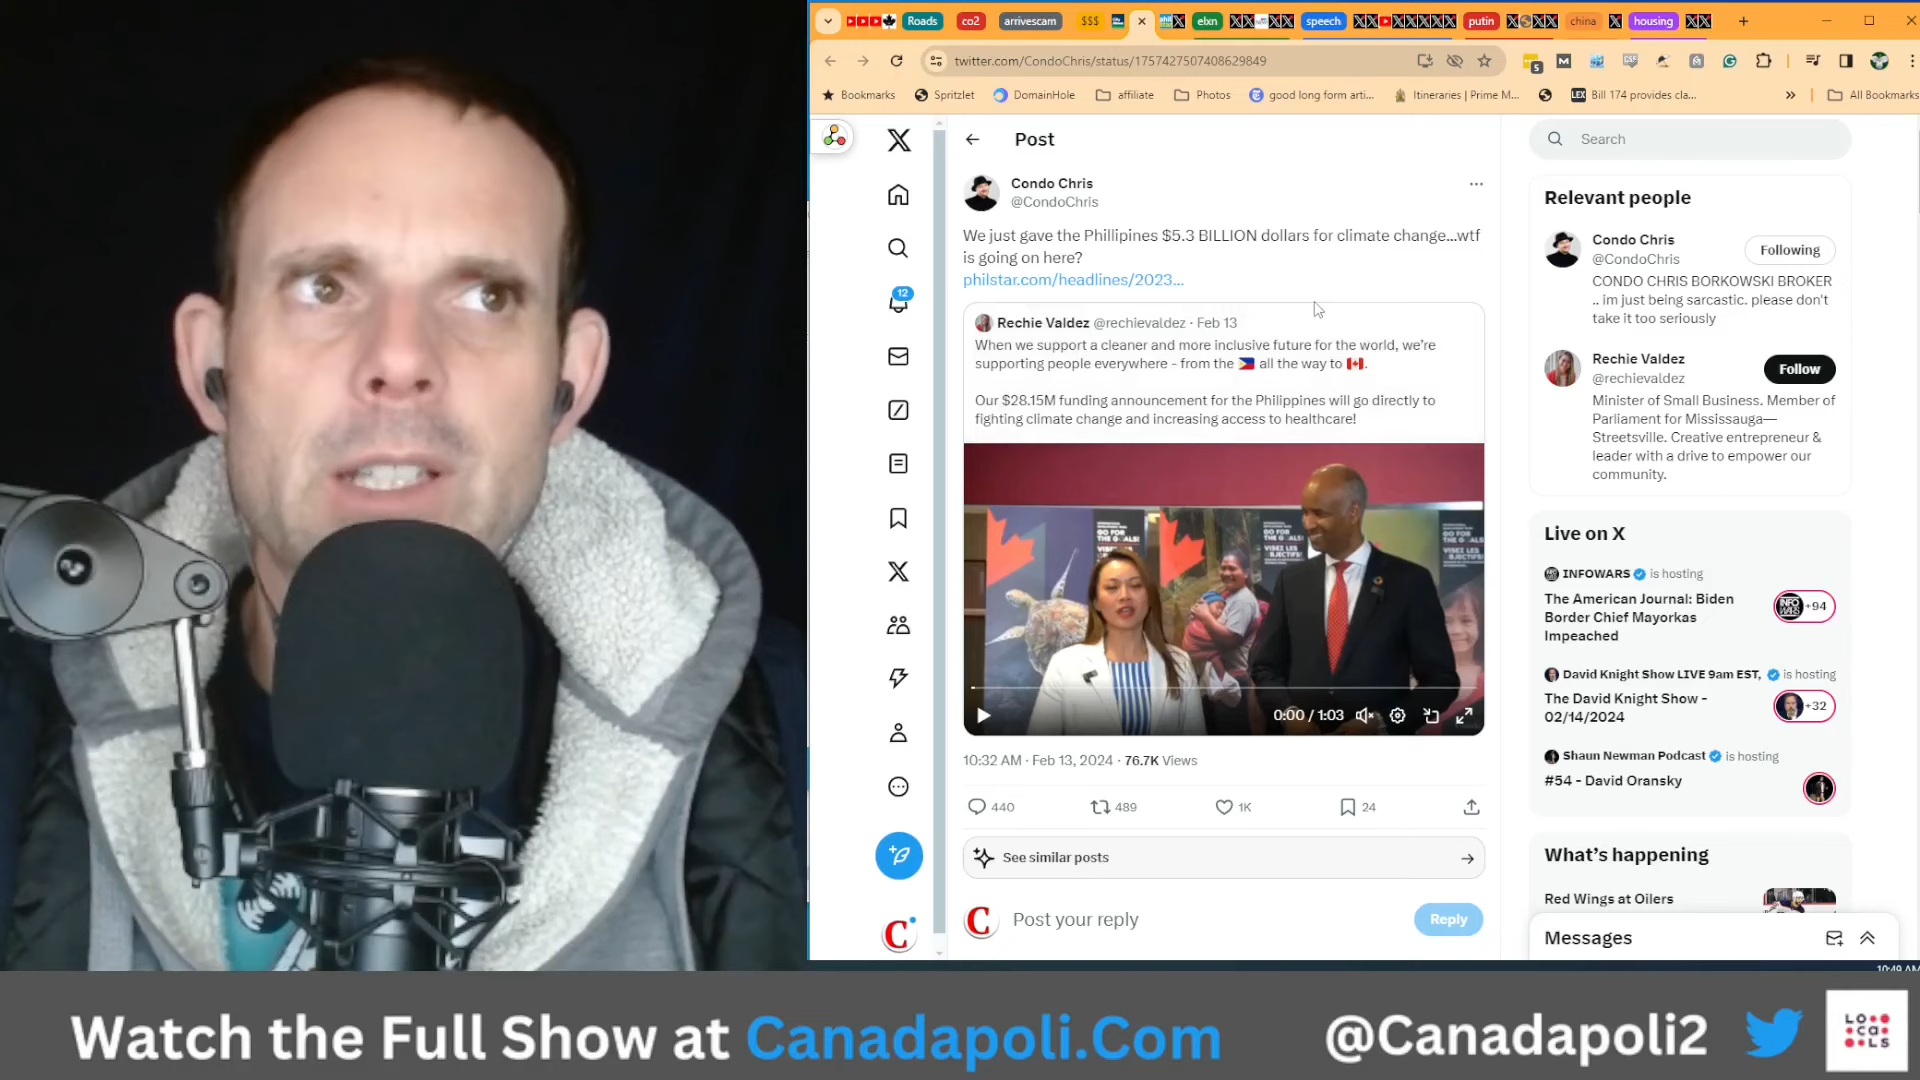 Roads
co2
arrivescam
$$$
elxn
speech
putin
china
housing
twitter.com/CondoChris/status/1757427507408629849
Bookmarks
Spritzlet
DomainHole
affiliate
Photos
good long form arti...
Itineraries | Prime M...
Bill 174 provides cla...
All Bookmarks
Post
Search
Condo Chris
@CondoChris
We just gave the Phillipines $5.3 BILLION dollars for climate change...wtf
is going on here?
philstar.com/headlines/2023...
Rechie Valdez @rechievaldez · Feb 13
When we support a cleaner and more inclusive future for the world, we're
supporting people everywhere - from the 🇵🇭 all the way to 🇨🇦.
Our $28.15M funding announcement for the Philippines will go directly to
fighting climate change and increasing access to healthcare!
GO FOR
THE GOALS!
VISEZ LES
OBJECTIFS!
0:00 / 1:03
10:32 AM · Feb 13, 2024 · 76.7K Views
440
489
1K
24
See similar posts
Post your reply
Reply
12
Relevant people
Condo Chris
@CondoChris
Following
CONDO CHRIS BORKOWSKI BROKER
.. im just being sarcastic. please don't
take it too seriously
Rechie Valdez
@rechievaldez
Follow
Minister of Small Business. Member of
Parliament for Mississauga—
Streetsville. Creative entrepreneur &
leader with a drive to empower our
community.
Live on X
INFOWARS is hosting
The American Journal: Biden
Border Chief Mayorkas
Impeached
+94
David Knight Show LIVE 9am EST, is hosting
The David Knight Show -
02/14/2024
+32
Shaun Newman Podcast is hosting
#54 - David Oransky
What's happening
Red Wings at Oilers
Messages
10:49 AM
Watch the Full Show at Canadapoli.Com
@Canadapoli2
LOcaaLS